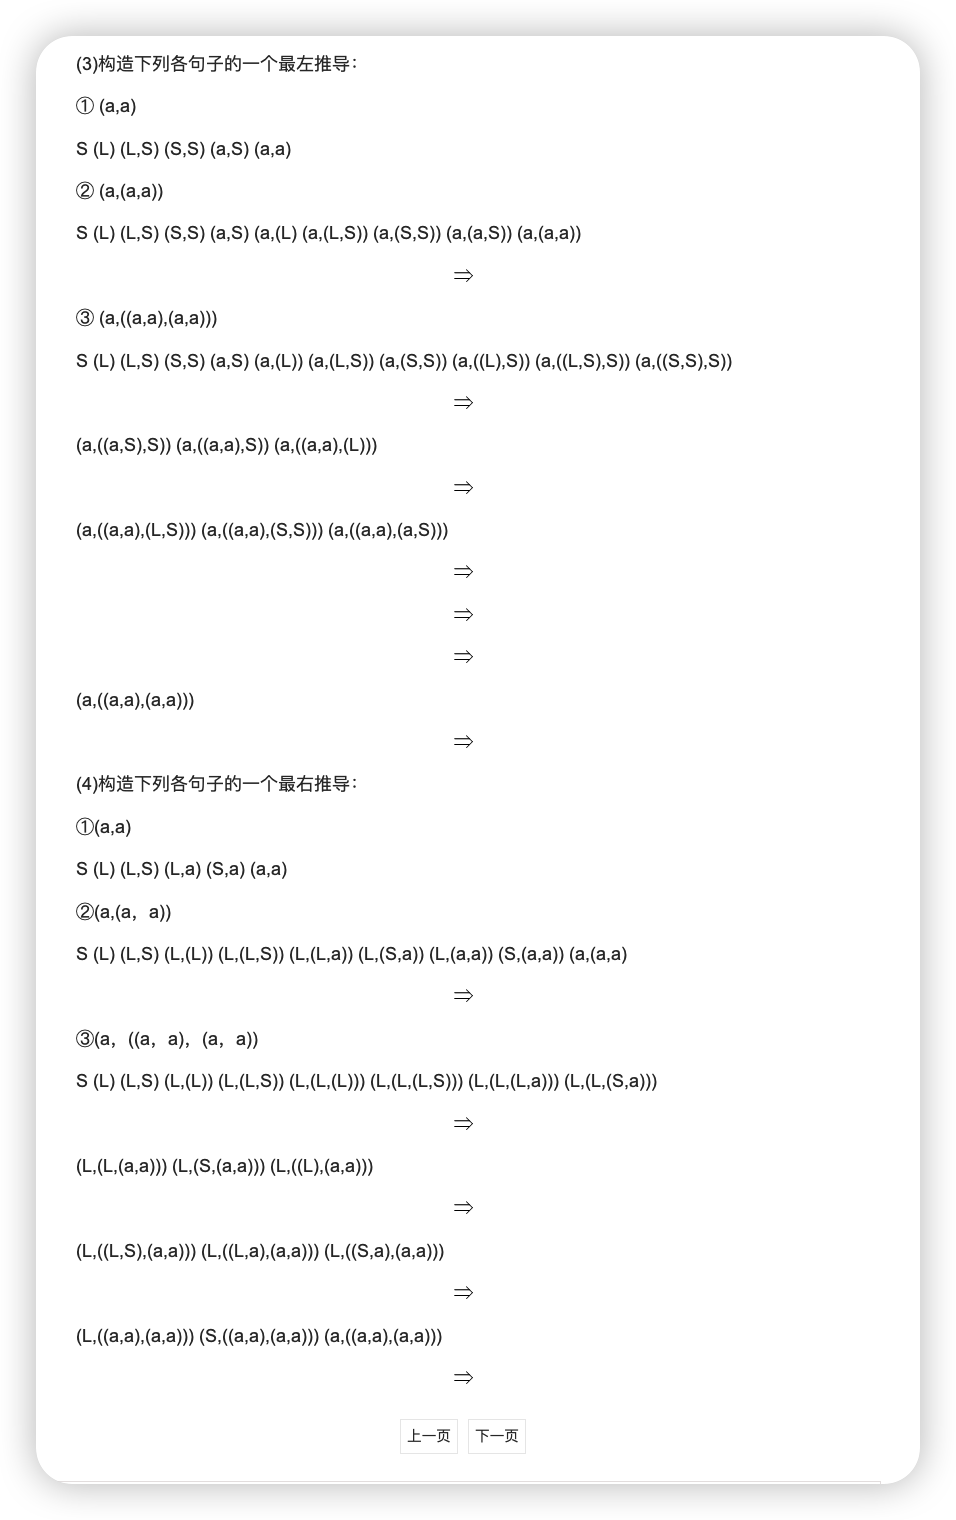 (3)构造下列各句子的一个最左推导：
① (a,a)
S (L) (L,S) (S,S) (a,S) (a,a)
② (a,(a,a))
S (L) (L,S) (S,S) (a,S) (a,(L) (a,(L,S)) (a,(S,S)) (a,(a,S)) (a,(a,a))
⇒
③ (a,((a,a),(a,a)))
S (L) (L,S) (S,S) (a,S) (a,(L)) (a,(L,S)) (a,(S,S)) (a,((L),S)) (a,((L,S),S)) (a,((S,S),S))
⇒
(a,((a,S),S)) (a,((a,a),S)) (a,((a,a),(L)))
⇒
(a,((a,a),(L,S))) (a,((a,a),(S,S))) (a,((a,a),(a,S)))
⇒
⇒
⇒
(a,((a,a),(a,a)))
⇒
(4)构造下列各句子的一个最右推导：
①(a,a)
S (L) (L,S) (L,a) (S,a) (a,a)
②(a,(a，a))
S (L) (L,S) (L,(L)) (L,(L,S)) (L,(L,a)) (L,(S,a)) (L,(a,a)) (S,(a,a)) (a,(a,a)
⇒
③(a，((a，a)，(a，a))
S (L) (L,S) (L,(L)) (L,(L,S)) (L,(L,(L))) (L,(L,(L,S))) (L,(L,(L,a))) (L,(L,(S,a)))
⇒
(L,(L,(a,a))) (L,(S,(a,a))) (L,((L),(a,a)))
⇒
(L,((L,S),(a,a))) (L,((L,a),(a,a))) (L,((S,a),(a,a)))
⇒
(L,((a,a),(a,a))) (S,((a,a),(a,a))) (a,((a,a),(a,a)))
⇒
上一页 下一页